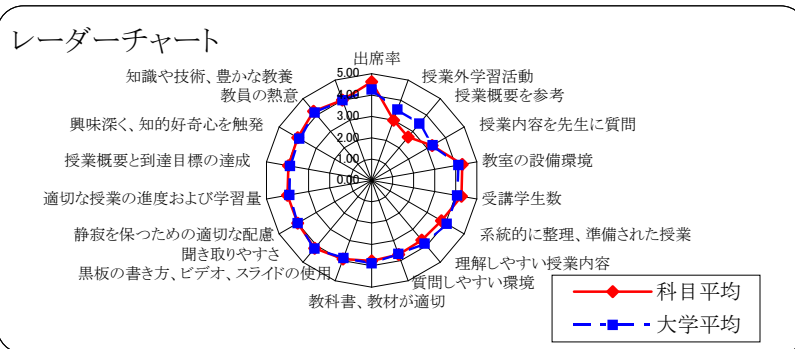 レーダーチャート
出席率
授業外学習活動
授業概要を参考
授業内容を先生に質問
教室の設備環境
受講学生数
系統的に整理、準備された授業
理解しやすい授業内容
質問しやすい環境
教科書、教材が適切
黒板の書き方、ビデオ、スライドの使用
聞き取りやすさ
静寂を保つための適切な配慮
適切な授業の進度および学習量
授業概要と到達目標の達成
興味深く、知的好奇心を触発
教員の熱意
知識や技術、豊かな教養
5.00
4.00
3.00
2.00
1.00
0.00
科目平均
大学平均